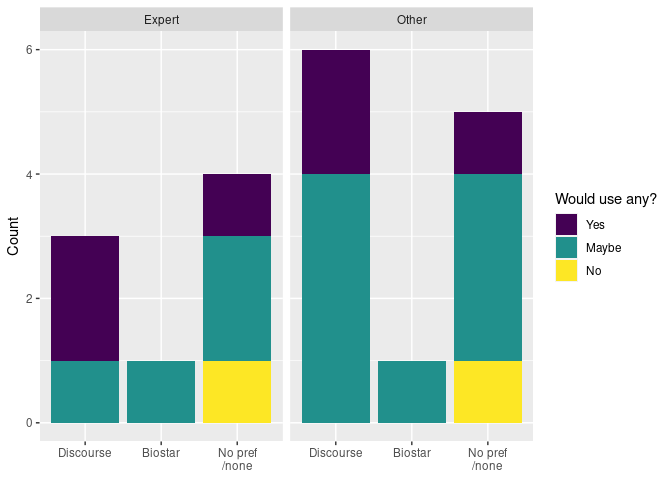 Expert
Other
Count
6
4
2
0
Discourse
Biostar
No pref
/none
Discourse
Biostar
No pref
/none
Would use any?
Yes
Maybe
No